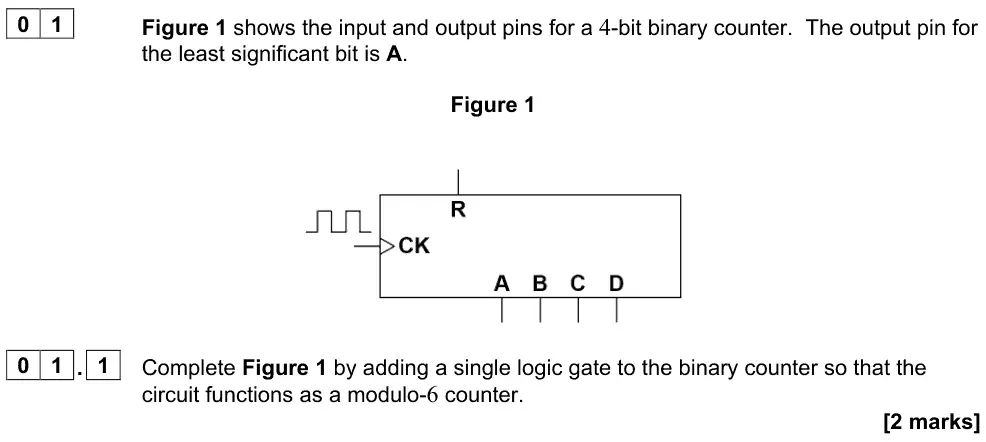 0 1 Figure 1 shows the input and output pins for a 4-bit binary counter. The output pin for
the least significant bit is A.
Figure 1
R
CK
A B C D
0 1 . 1 Complete Figure 1 by adding a single logic gate to the binary counter so that the
circuit functions as a modulo-6 counter.
[2 marks]